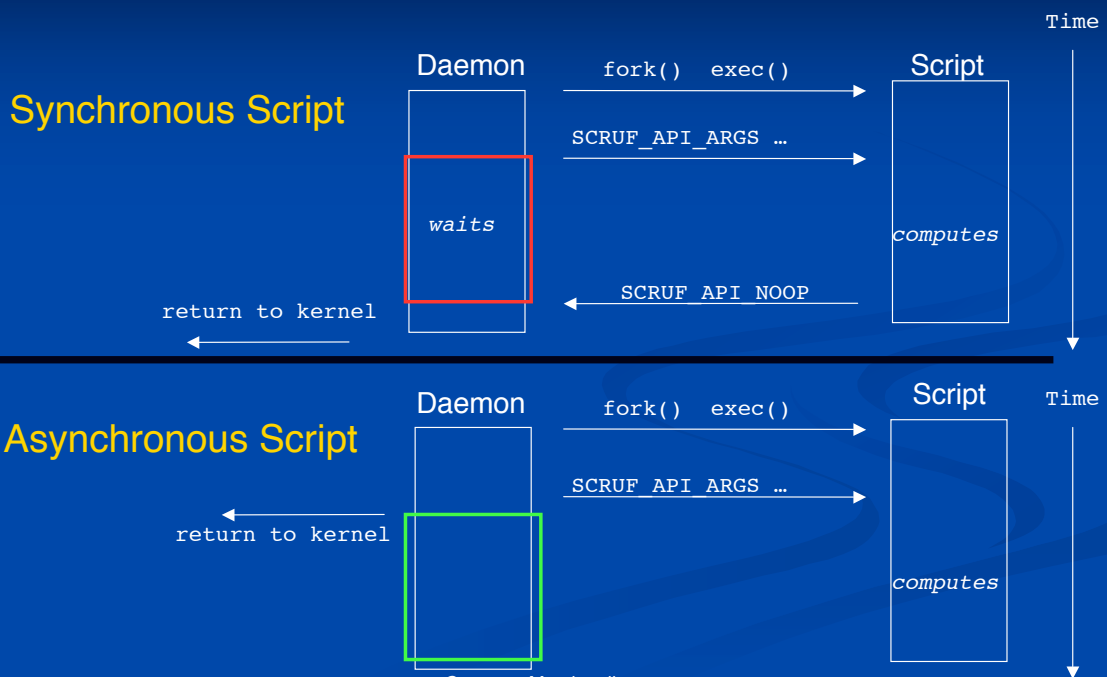 Time
Daemon
fork() exec()
Script
Synchronous Script
SCRUF_API_ARGS …
waits
computes
SCRUF_API_NOOP
return to kernel
Daemon
fork() exec()
Script
Time
Asynchronous Script
SCRUF_API_ARGS …
return to kernel
computes